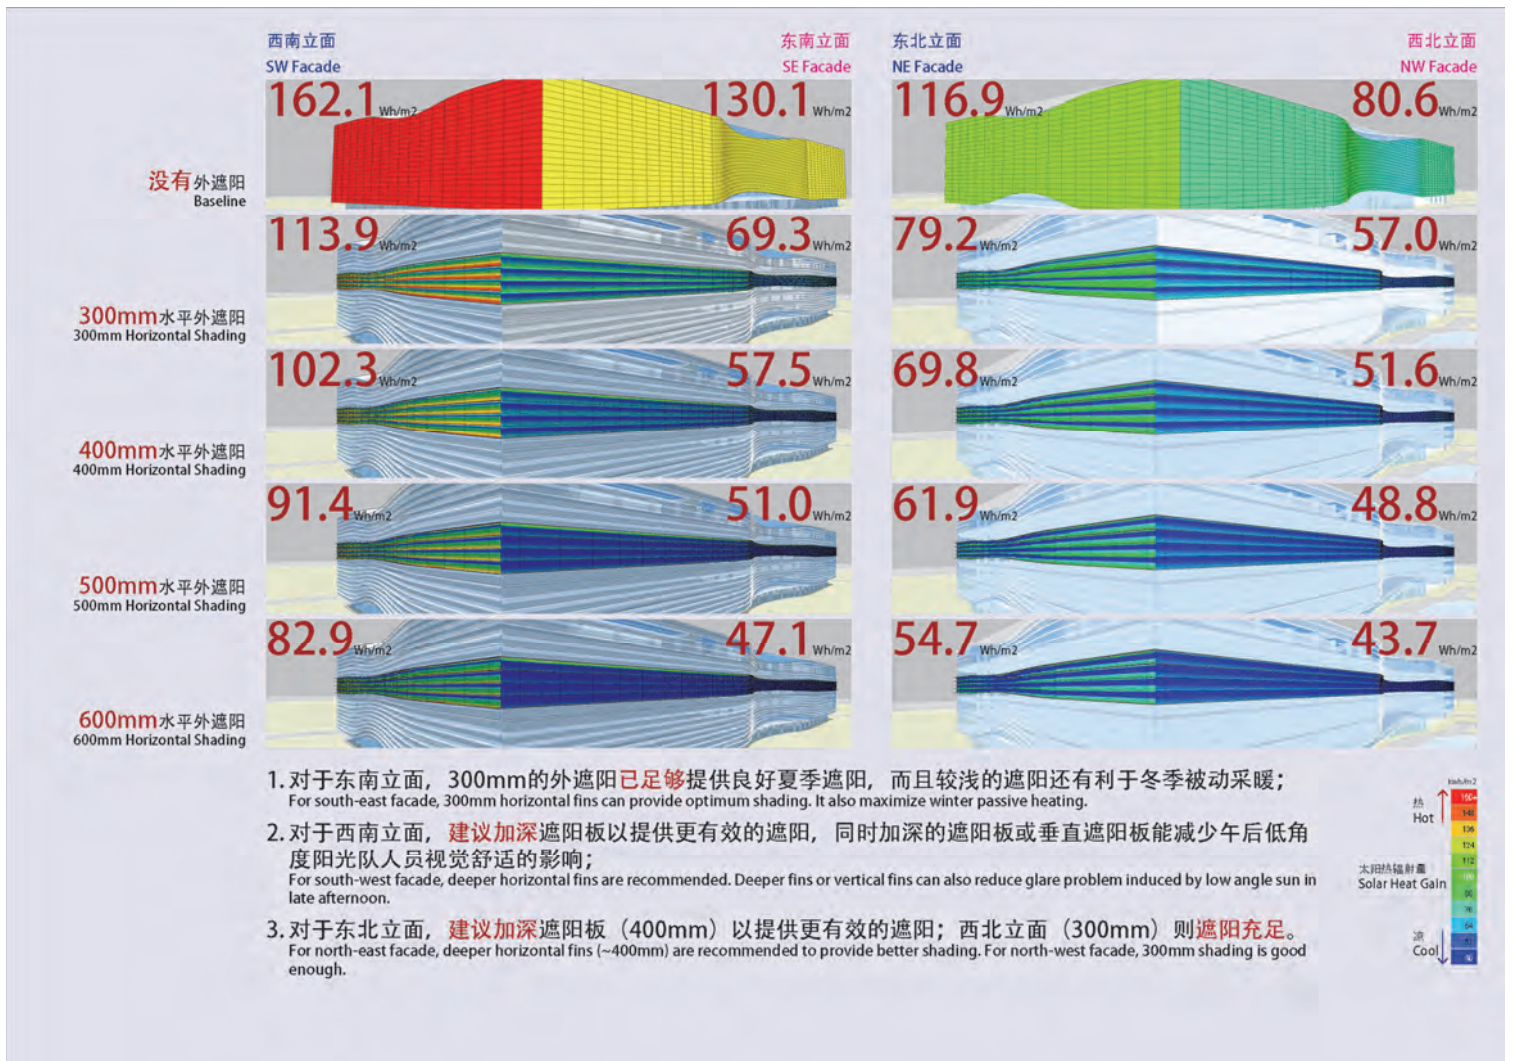 西南立面
SW Facade
东南立面
SE Facade
东北立面
NE Facade
西北立面
NW Facade
没有外遮阳
Baseline
162.1 Wh/m2
130.1 Wh/m2
116.9 Wh/m2
80.6 Wh/m2
300mm水平外遮阳
300mm Horizontal Shading
113.9 Wh/m2
69.3 Wh/m2
79.2 Wh/m2
57.0 Wh/m2
400mm水平外遮阳
400mm Horizontal Shading
102.3 Wh/m2
57.5 Wh/m2
69.8 Wh/m2
51.6 Wh/m2
500mm水平外遮阳
500mm Horizontal Shading
91.4 Wh/m2
51.0 Wh/m2
61.9 Wh/m2
48.8 Wh/m2
600mm水平外遮阳
600mm Horizontal Shading
82.9 Wh/m2
47.1 Wh/m2
54.7 Wh/m2
43.7 Wh/m2
1. 对于东南立面，300mm的外遮阳已足够提供良好夏季遮阳，而且较浅的遮阳还有利于冬季被动采暖；
For south-east facade, 300mm horizontal fins can provide optimum shading. It also maximize winter passive heating.
2. 对于西南立面，建议加深遮阳板以提供更有效的遮阳，同时加深的遮阳板或垂直遮阳板能减少午后低角
度阳光队人员视觉舒适的影响；
For south-west facade, deeper horizontal fins are recommended. Deeper fins or vertical fins can also reduce glare problem induced by low angle sun in
late afternoon.
3. 对于东北立面，建议加深遮阳板（400mm）以提供更有效的遮阳；西北立面（300mm）则遮阳充足。
For north-east facade, deeper horizontal fins (~400mm) are recommended to provide better shading. For north-west facade, 300mm shading is good
enough.
热
Hot
太阳热辐射量
Solar Heat Gain
凉
Cool
160+
148
136
124
112